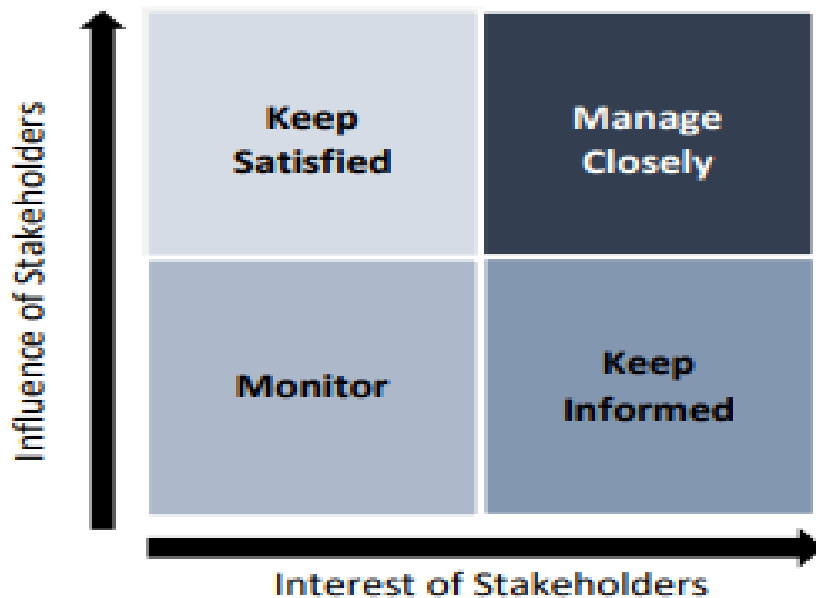 Influence of Stakeholders
Keep
Satisfied
Manage
Closely
Monitor
Keep
Informed
Interest of Stakeholders